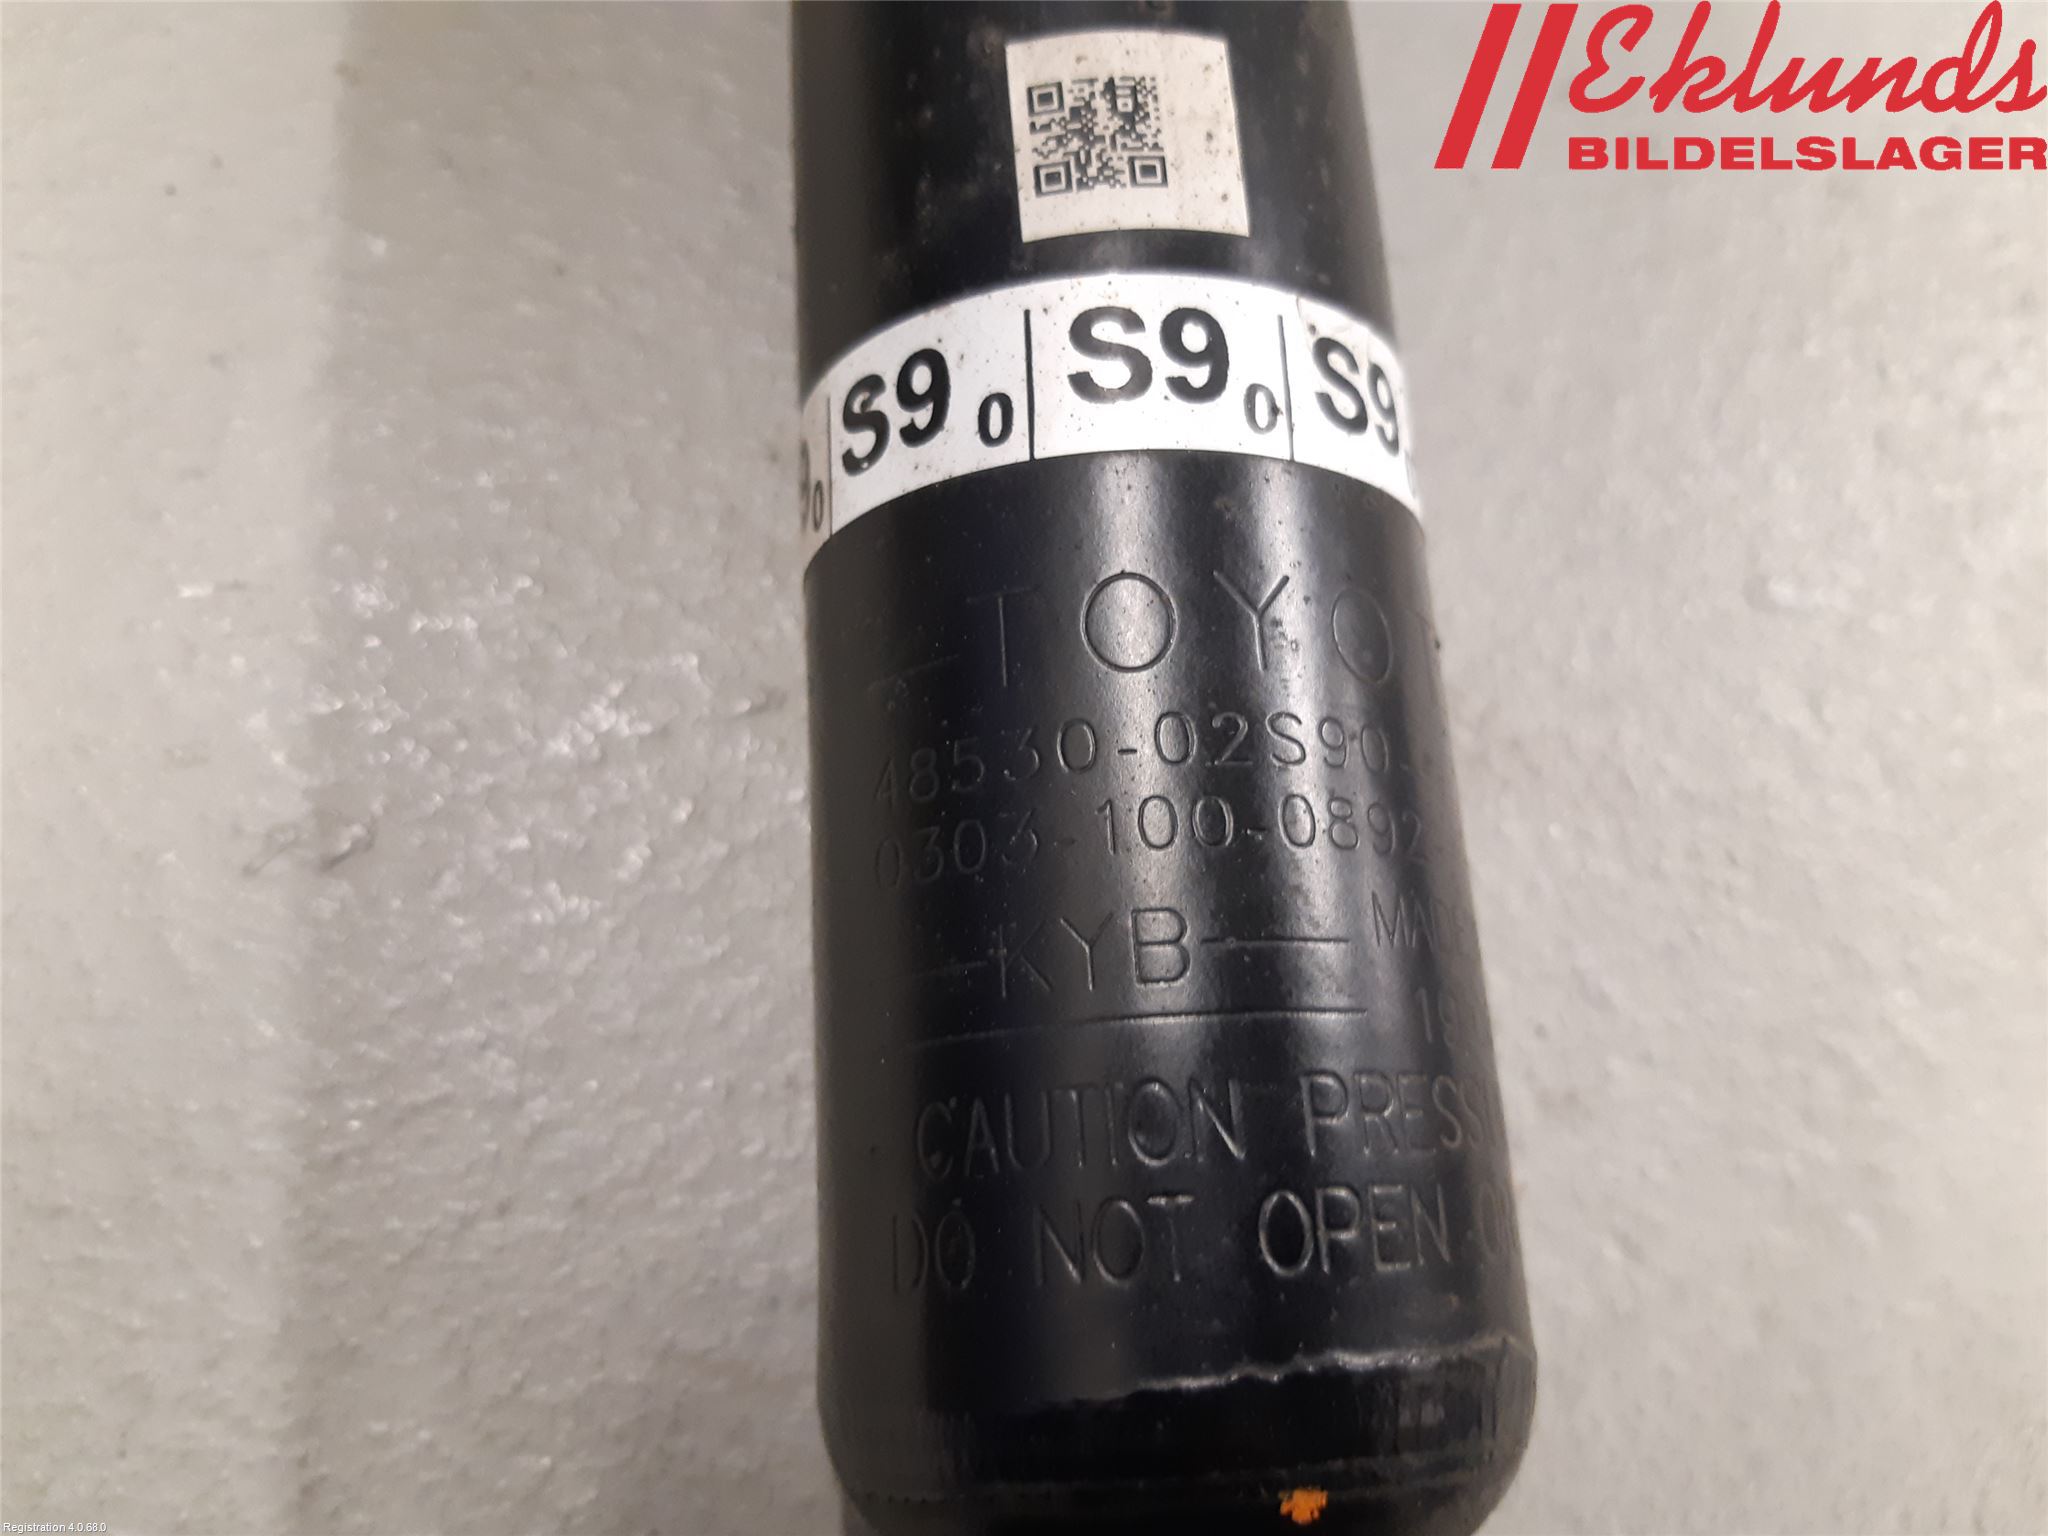 Eklunds
BILDELSLAGER
S9 0 S9 0 S9
TOYO
48530-02S90
0303-100-0892
KYB MADE
CAUTION PRESS
DO NOT OPEN
Registration 4.0.68.0